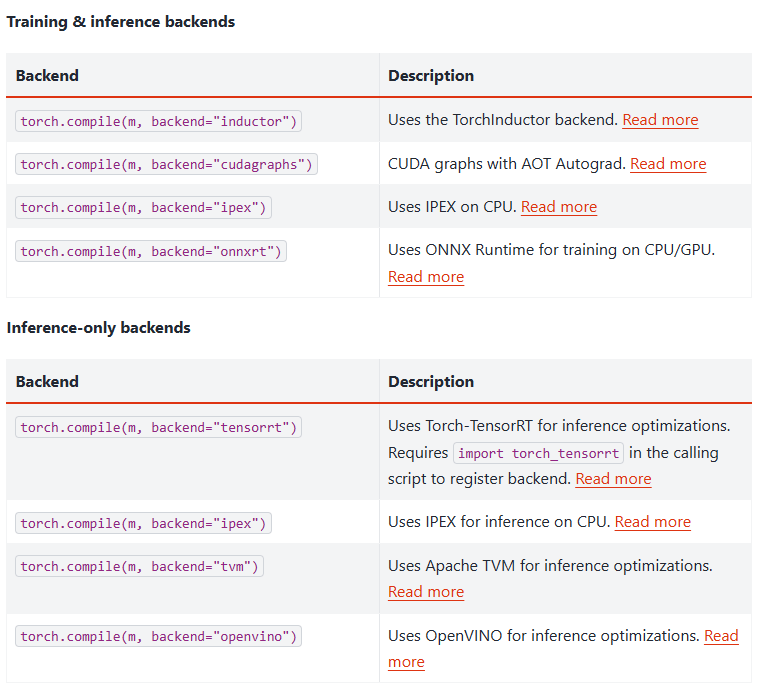 Training & inference backends
Backend Description
torch.compile(m, backend="inductor") Uses the TorchInductor backend. Read more
torch.compile(m, backend="cudagraphs") CUDA graphs with AOT Autograd. Read more
torch.compile(m, backend="ipex") Uses IPEX on CPU. Read more
torch.compile(m, backend="onnxrt") Uses ONNX Runtime for training on CPU/GPU.
Read more
Inference-only backends
Backend Description
torch.compile(m, backend="tensorrt") Uses Torch-TensorRT for inference optimizations.
Requires import torch_tensorrt in the calling
script to register backend. Read more
torch.compile(m, backend="ipex") Uses IPEX for inference on CPU. Read more
torch.compile(m, backend="tvm") Uses Apache TVM for inference optimizations.
Read more
torch.compile(m, backend="openvino") Uses OpenVINO for inference optimizations. Read
more